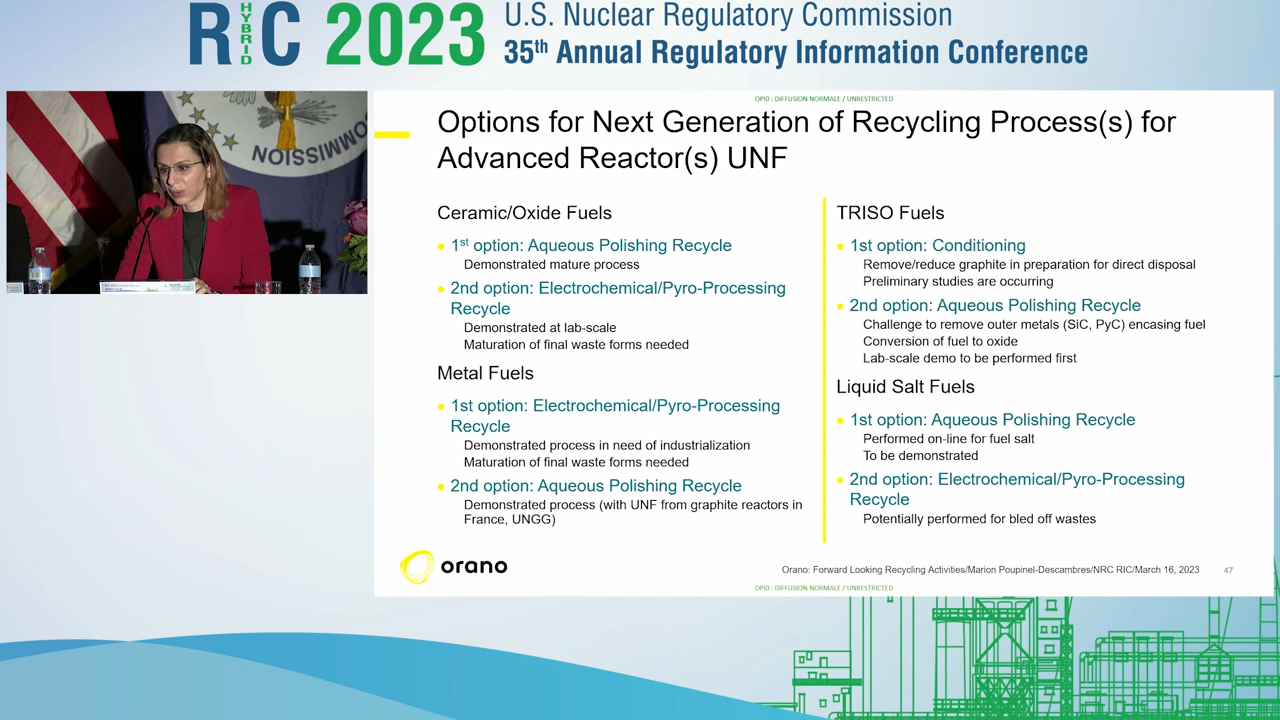 RIC 2023
HYBRID
U.S. Nuclear Regulatory Commission
35th Annual Regulatory Information Conference
COMMISSION
OPI0 : DIFFUSION NORMALE / UNRESTRICTED
Options for Next Generation of Recycling Process(s) for
Advanced Reactor(s) UNF
Ceramic/Oxide Fuels
1st option: Aqueous Polishing Recycle
Demonstrated mature process
2nd option: Electrochemical/Pyro-Processing
Recycle
Demonstrated at lab-scale
Maturation of final waste forms needed
Metal Fuels
1st option: Electrochemical/Pyro-Processing
Recycle
Demonstrated process in need of industrialization
Maturation of final waste forms needed
2nd option: Aqueous Polishing Recycle
Demonstrated process (with UNF from graphite reactors in
France, UNGG)
TRISO Fuels
1st option: Conditioning
Remove/reduce graphite in preparation for direct disposal
Preliminary studies are occurring
2nd option: Aqueous Polishing Recycle
Challenge to remove outer metals (SiC, PyC) encasing fuel
Conversion of fuel to oxide
Lab-scale demo to be performed first
Liquid Salt Fuels
1st option: Aqueous Polishing Recycle
Performed on-line for fuel salt
To be demonstrated
2nd option: Electrochemical/Pyro-Processing
Recycle
Potentially performed for bled off wastes
orano
Orano: Forward Looking Recycling Activities/Marion Poupinel-Descambres/NRC RIC/March 16, 2023
47
OPI0 : DIFFUSION NORMALE / UNRESTRICTED